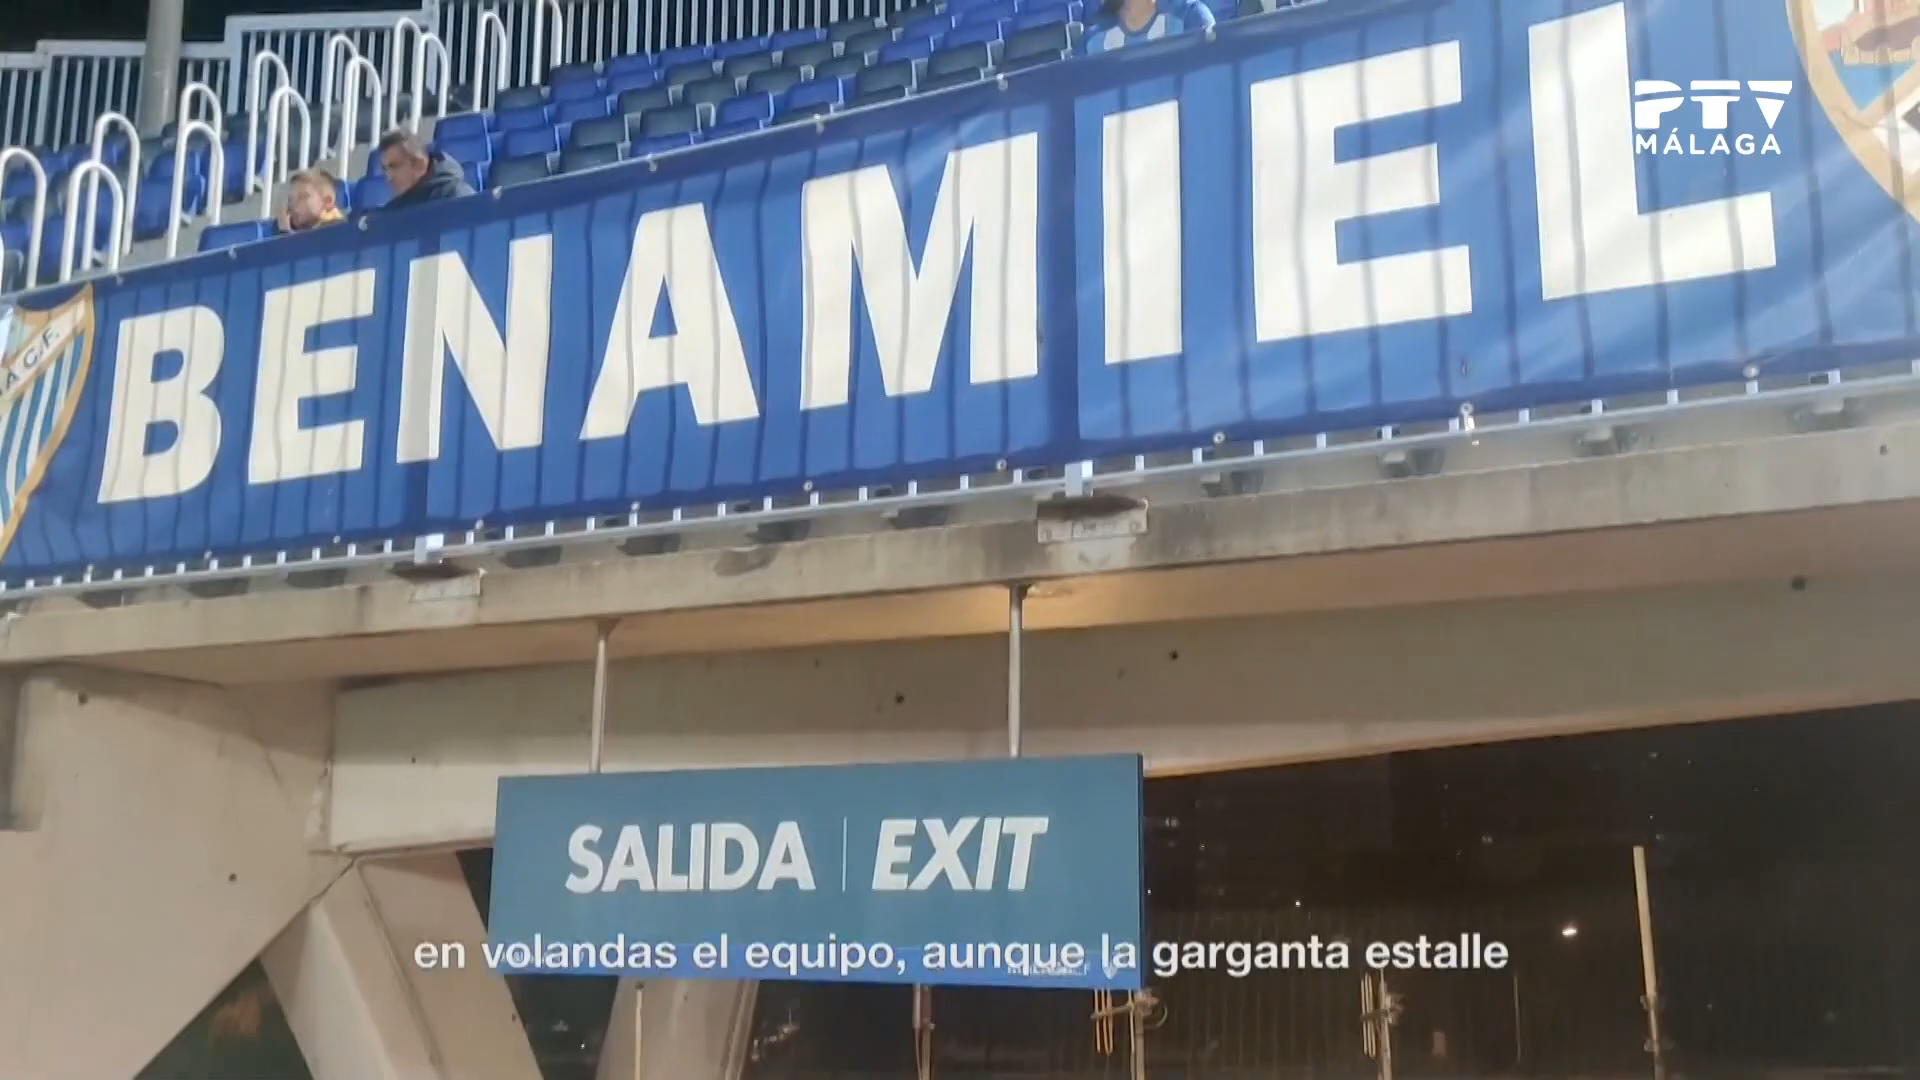 BENAMIEL
PTV
MÁLAGA
A C.F.
SALIDA | EXIT
en volandas el equipo, aunque la garganta estalle